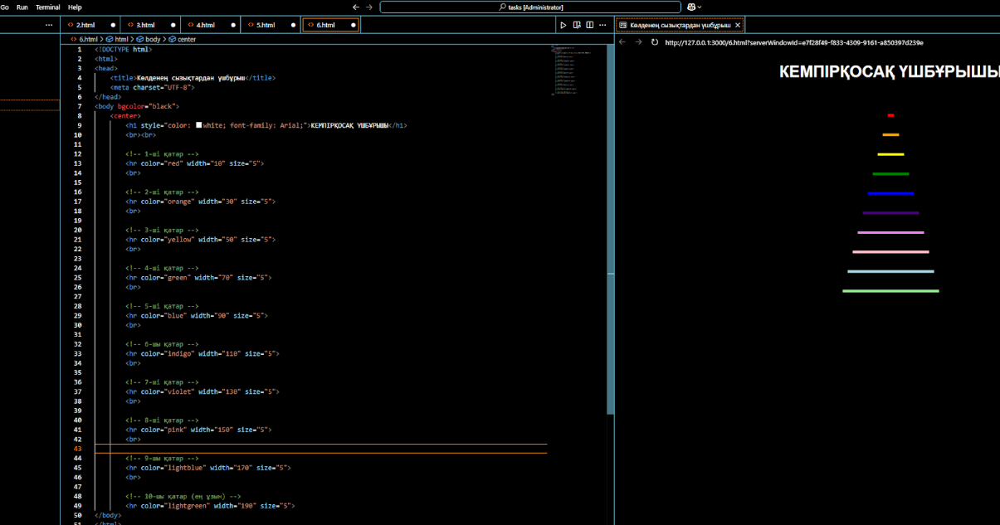 Go Run Terminal Help
tasks [Administrator]
2.html
3.html
4.html
5.html
6.html
6.html > html > body > center
1 <!DOCTYPE html>
2 <html>
3 <head>
4 <title>Көлденең сызықтардан үшбұрыш</title>
5 <meta charset="UTF-8">
6 </head>
7 <body bgcolor="black">
8 <center>
9 <h1 style="color: white; font-family: Arial;">КЕМПІРҚОСАҚ ҮШБҰРЫШЫ</h1>
10 <br><br>
11
12 <!-- 1-ші қатар -->
13 <hr color="red" width="10" size="5">
14 <br>
15
16 <!-- 2-ші қатар -->
17 <hr color="orange" width="30" size="5">
18 <br>
19
20 <!-- 3-ші қатар -->
21 <hr color="yellow" width="50" size="5">
22 <br>
23
24 <!-- 4-ші қатар -->
25 <hr color="green" width="70" size="5">
26 <br>
27
28 <!-- 5-ші қатар -->
29 <hr color="blue" width="90" size="5">
30 <br>
31
32 <!-- 6-шы қатар -->
33 <hr color="indigo" width="110" size="5">
34 <br>
35
36 <!-- 7-ші қатар -->
37 <hr color="violet" width="130" size="5">
38 <br>
39
40 <!-- 8-ші қатар -->
41 <hr color="pink" width="150" size="5">
42 <br>
43
44 <!-- 9-шы қатар -->
45 <hr color="lightblue" width="170" size="5">
46 <br>
47
48 <!-- 10-шы қатар (ең ұзын) -->
49 <hr color="lightgreen" width="190" size="5">
50 </body>
51 </html>
Көлденең сызықтардан үшбұрыш
http://127.0.0.1:3000/6.html?serverWindowId=e7f28f49-f833-4309-9161-a850397d239e
КЕМПІРҚОСАҚ ҮШБҰРЫШЫ